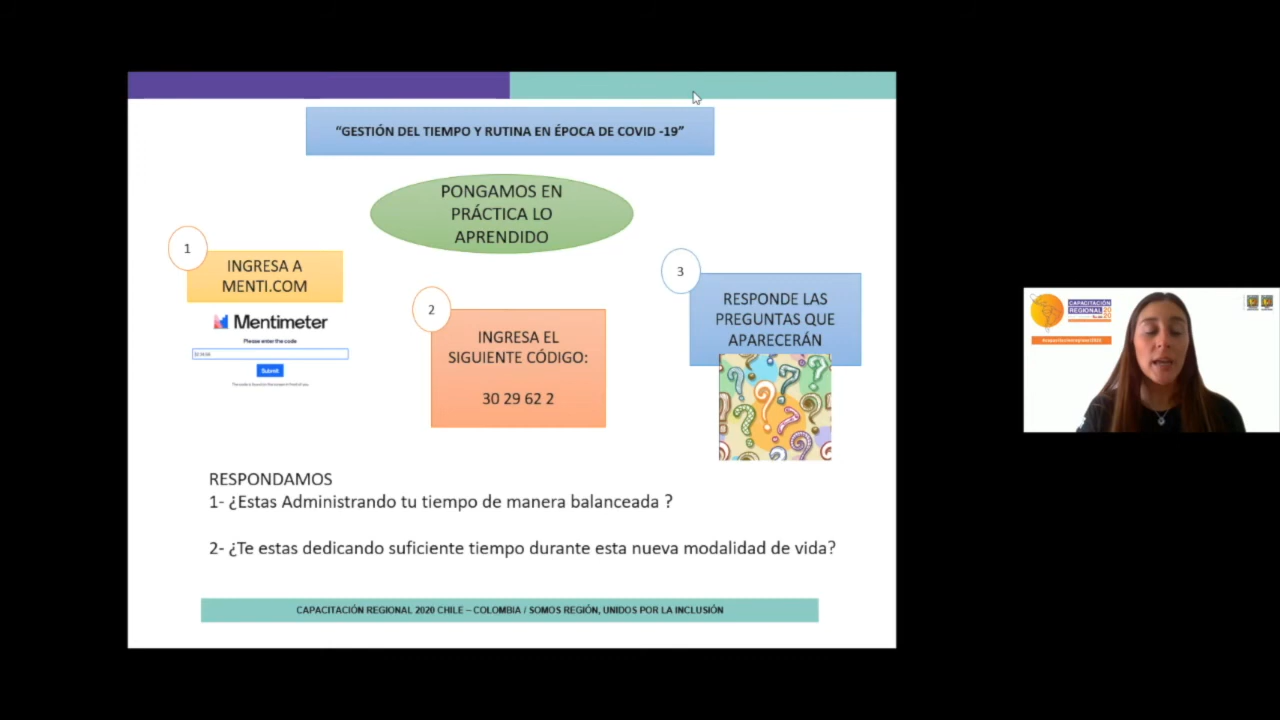 “GESTIÓN DEL TIEMPO Y RUTINA EN ÉPOCA DE COVID -19”
PONGAMOS EN
PRÁCTICA LO
APRENDIDO
1
INGRESA A
MENTI.COM
Mentimeter
Please enter the code
Submit
2
INGRESA EL
SIGUIENTE CÓDIGO:
30 29 62 2
3
RESPONDE LAS
PREGUNTAS QUE
APARECERÁN
RESPONDAMOS
1- ¿Estas Administrando tu tiempo de manera balanceada ?
2- ¿Te estas dedicando suficiente tiempo durante esta nueva modalidad de vida?
CAPACITACIÓN REGIONAL 2020 CHILE – COLOMBIA / SOMOS REGIÓN, UNIDOS POR LA INCLUSIÓN
CAPACITACIÓN
REGIONAL